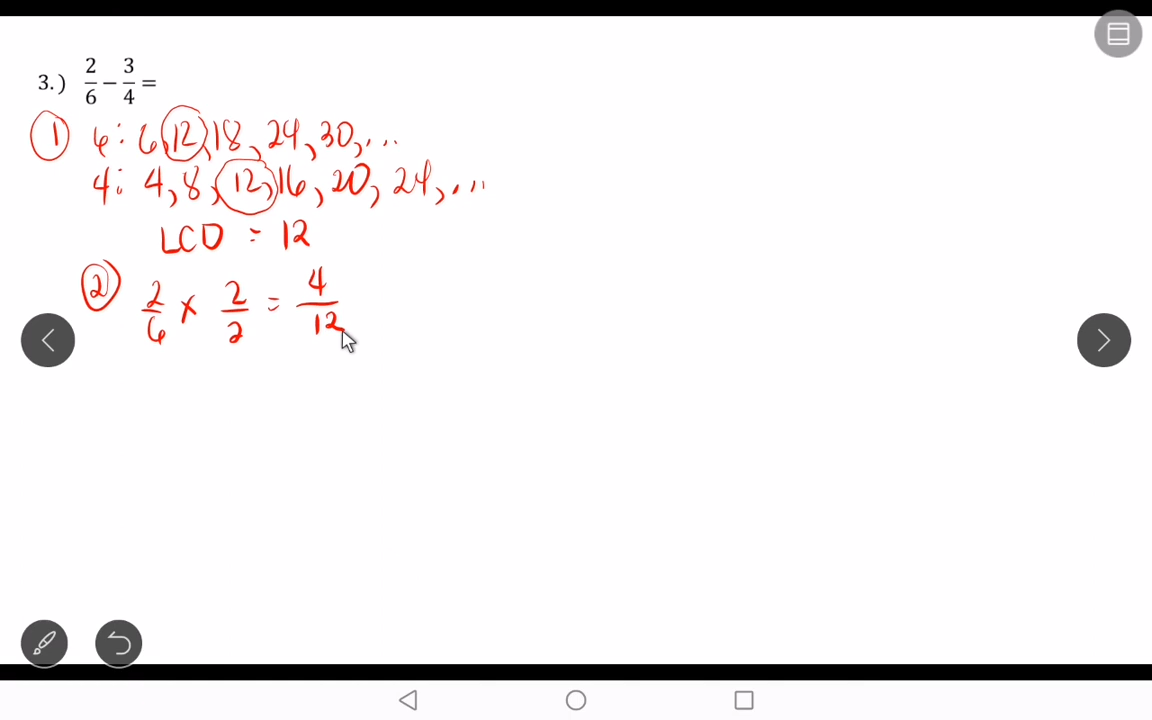 3.) 2/6 − 3/4 =
① 6: 6, 12, 18, 24, 30, ...
4: 4, 8, 12, 16, 20, 24, ...
LCD = 12
② 2/6 × 2/2 = 4/12